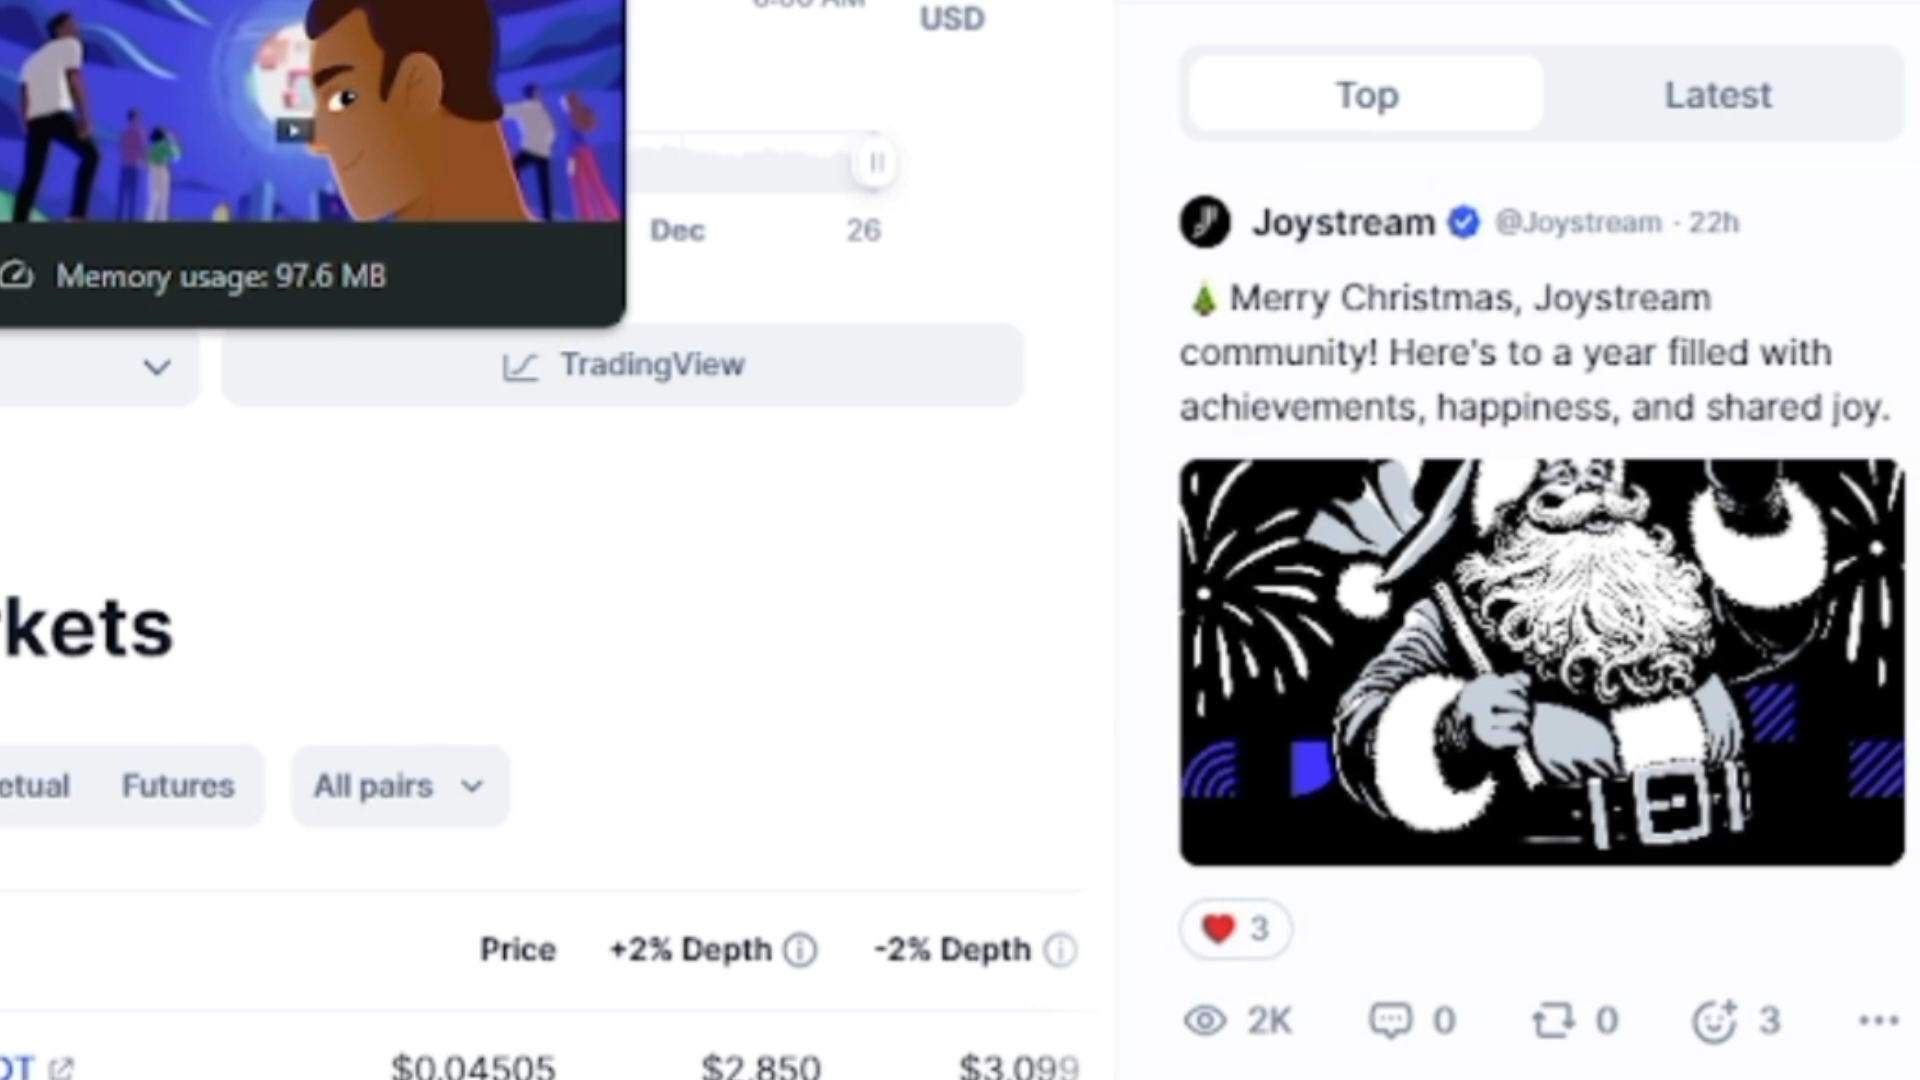 USD
Dec 26
Memory usage: 97.6 MB
TradingView
kets
Futures All pairs
Price +2% Depth -2% Depth
$0.04505 $2,850 $3,099
Top Latest
Joystream @Joystream · 22h
🎄 Merry Christmas, Joystream
community! Here's to a year filled with
achievements, happiness, and shared joy.
❤️ 3
2K 0 0 3